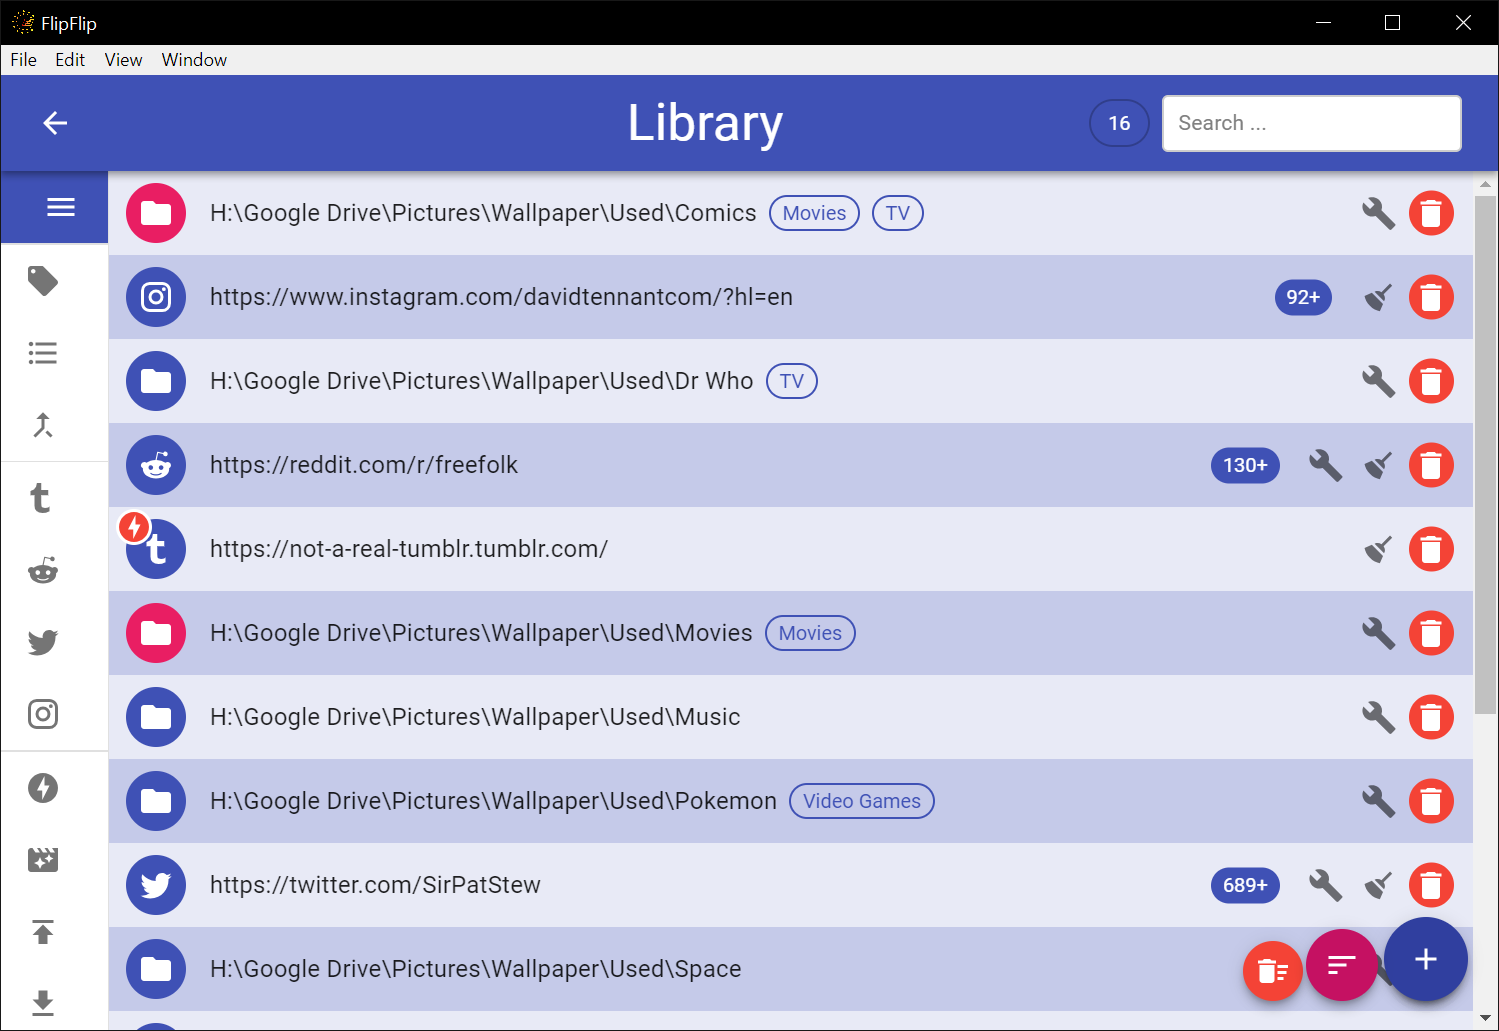 FlipFlip
File Edit View Window
Library 16 Search ...
H:\Google Drive\Pictures\Wallpaper\Used\Comics Movies TV
https://www.instagram.com/davidtennantcom/?hl=en 92+
H:\Google Drive\Pictures\Wallpaper\Used\Dr Who TV
https://reddit.com/r/freefolk 130+
https://not-a-real-tumblr.tumblr.com/
H:\Google Drive\Pictures\Wallpaper\Used\Movies Movies
H:\Google Drive\Pictures\Wallpaper\Used\Music
H:\Google Drive\Pictures\Wallpaper\Used\Pokemon Video Games
https://twitter.com/SirPatStew 689+
H:\Google Drive\Pictures\Wallpaper\Used\Space